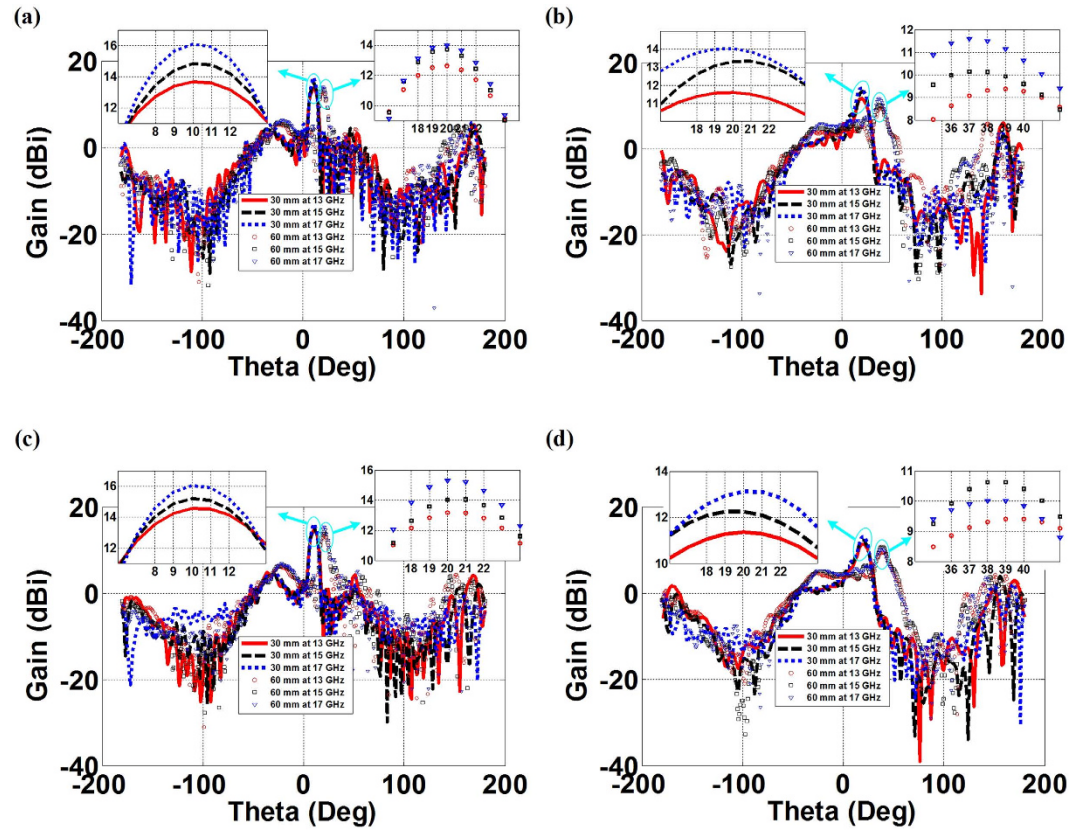 (a)
(b)
16
14
12
8 9 10 11 12
14
12
10
18 19 20 21 22
14
13
12
11
18 19 20 21 22
12
11
10
9
8
36 37 38 39 40
20
0
-20
-40
Gain (dBi)
30 mm at 13 GHz
30 mm at 15 GHz
30 mm at 17 GHz
60 mm at 13 GHz
60 mm at 15 GHz
60 mm at 17 GHz
-200 -100 0 100 200
Theta (Deg)
20
0
-20
-40
Gain (dBi)
30 mm at 13 GHz
30 mm at 15 GHz
30 mm at 17 GHz
60 mm at 13 GHz
60 mm at 15 GHz
60 mm at 17 GHz
-200 -100 0 100 200
Theta (Deg)
(c)
(d)
16
14
12
8 9 10 11 12
16
14
12
10
18 19 20 21 22
14
12
10
18 19 20 21 22
11
10
9
8
36 37 38 39 40
20
0
-20
-40
Gain (dBi)
30 mm at 13 GHz
30 mm at 15 GHz
30 mm at 17 GHz
60 mm at 13 GHz
60 mm at 15 GHz
60 mm at 17 GHz
-200 -100 0 100 200
Theta (Deg)
20
0
-20
-40
Gain (dBi)
30 mm at 13 GHz
30 mm at 15 GHz
30 mm at 17 GHz
60 mm at 13 GHz
60 mm at 15 GHz
60 mm at 17 GHz
-200 -100 0 100 200
Theta (Deg)